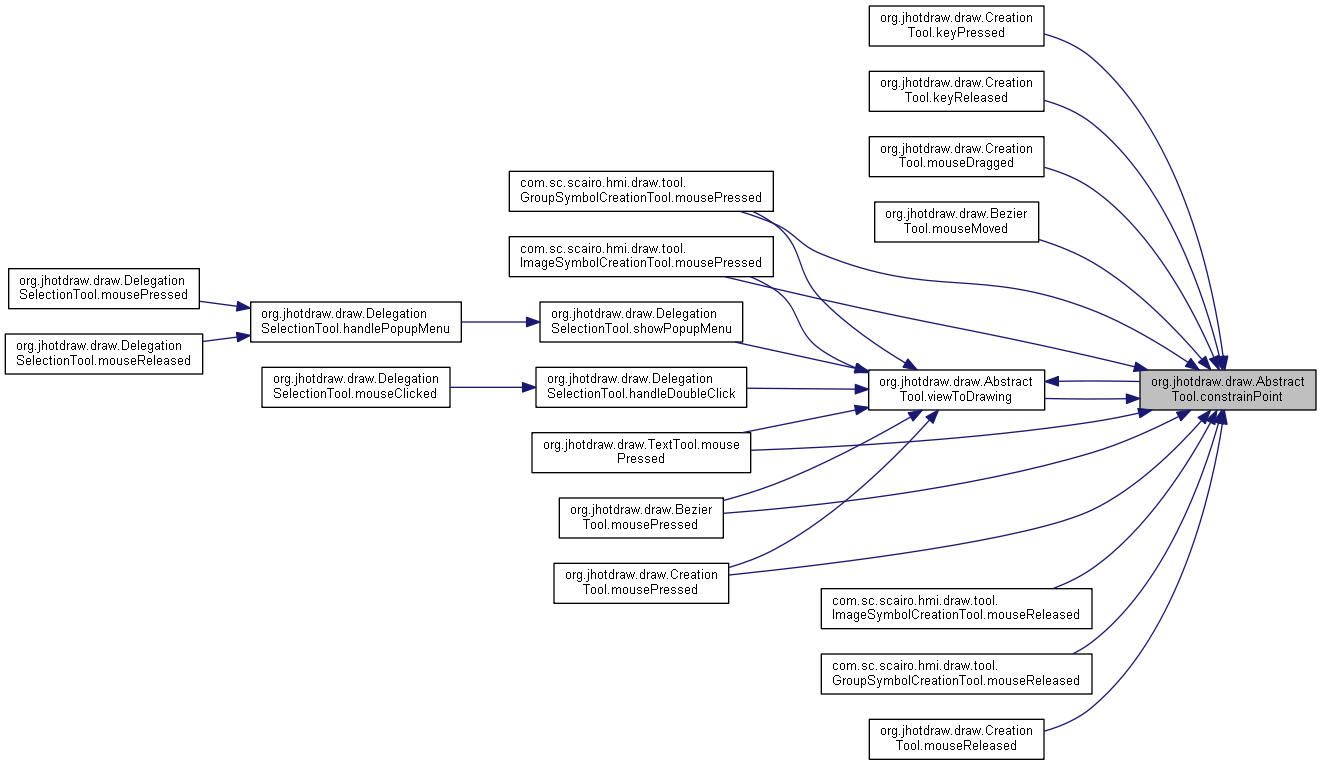 org.jhotdraw.draw.Creation
Tool.keyPressed
org.jhotdraw.draw.Creation
Tool.keyReleased
org.jhotdraw.draw.Creation
Tool.mouseDragged
com.sc.scairo.hmi.draw.tool.
GroupSymbolCreationTool.mousePressed
org.jhotdraw.draw.Bezier
Tool.mouseMoved
com.sc.scairo.hmi.draw.tool.
ImageSymbolCreationTool.mousePressed
org.jhotdraw.draw.Delegation
SelectionTool.mousePressed
org.jhotdraw.draw.Delegation
SelectionTool.handlePopupMenu
org.jhotdraw.draw.Delegation
SelectionTool.showPopupMenu
org.jhotdraw.draw.Delegation
SelectionTool.mouseReleased
org.jhotdraw.draw.Delegation
SelectionTool.mouseClicked
org.jhotdraw.draw.Delegation
SelectionTool.handleDoubleClick
org.jhotdraw.draw.Abstract
Tool.viewToDrawing
org.jhotdraw.draw.Abstract
Tool.constrainPoint
org.jhotdraw.draw.TextTool.mouse
Pressed
org.jhotdraw.draw.Bezier
Tool.mousePressed
org.jhotdraw.draw.Creation
Tool.mousePressed
com.sc.scairo.hmi.draw.tool.
ImageSymbolCreationTool.mouseReleased
com.sc.scairo.hmi.draw.tool.
GroupSymbolCreationTool.mouseReleased
org.jhotdraw.draw.Creation
Tool.mouseReleased